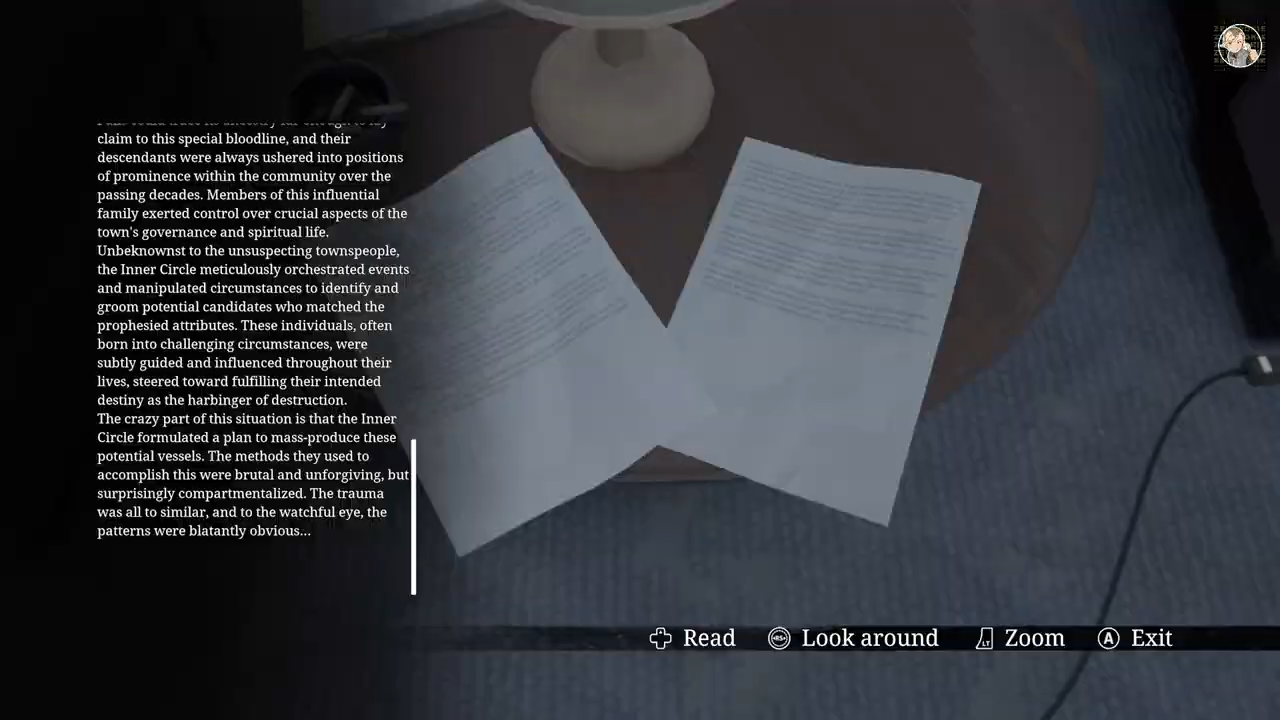 claim to this special bloodline, and their
descendants were always ushered into positions
of prominence within the community over the
passing decades. Members of this influential
family exerted control over crucial aspects of the
town's governance and spiritual life.
Unbeknownst to the unsuspecting townspeople,
the Inner Circle meticulously orchestrated events
and manipulated circumstances to identify and
groom potential candidates who matched the
prophesied attributes. These individuals, often
born into challenging circumstances, were
subtly guided and influenced throughout their
lives, steered toward fulfilling their intended
destiny as the harbinger of destruction.
The crazy part of this situation is that the Inner
Circle formulated a plan to mass-produce these
potential vessels. The methods they used to
accomplish this were brutal and unforgiving, but
surprisingly compartmentalized. The trauma
was all to similar, and to the watchful eye, the
patterns were blatantly obvious...
Read Look around Zoom Exit